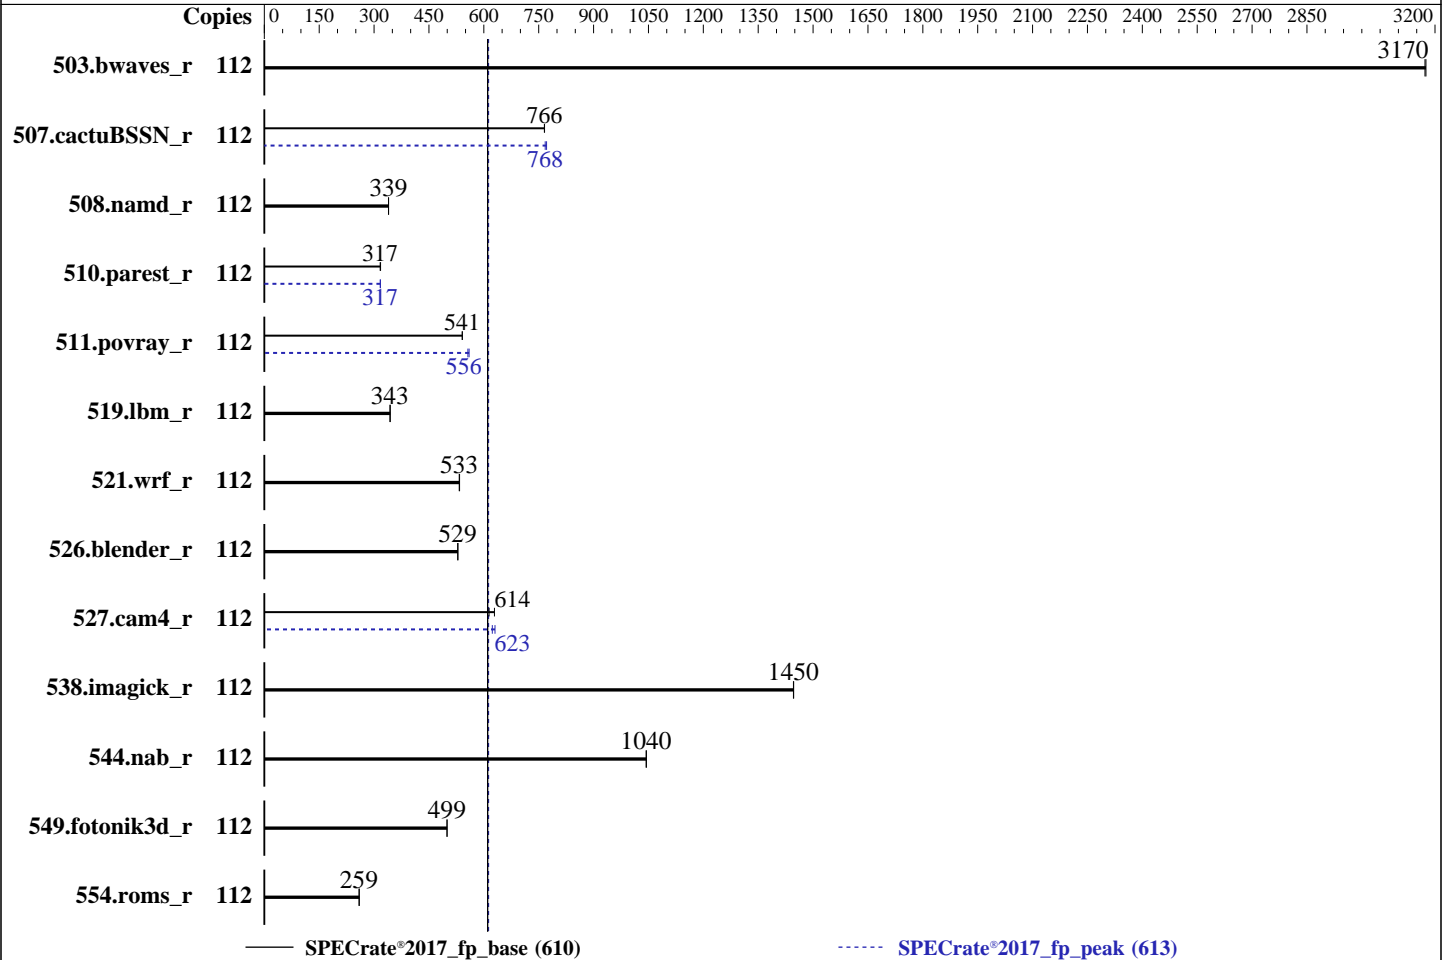 Copies 0 150 300 450 600 750 900 1050 1200 1350 1500 1650 1800 1950 2100 2250 2400 2550 2700 2850 3200
503.bwaves_r 112 3170
507.cactuBSSN_r 112 766
768
508.namd_r 112 339
510.parest_r 112 317
317
511.povray_r 112 541
556
519.lbm_r 112 343
521.wrf_r 112 533
526.blender_r 112 529
527.cam4_r 112 614
623
538.imagick_r 112 1450
544.nab_r 112 1040
549.fotonik3d_r 112 499
554.roms_r 112 259
SPECrate®2017_fp_base (610) SPECrate®2017_fp_peak (613)